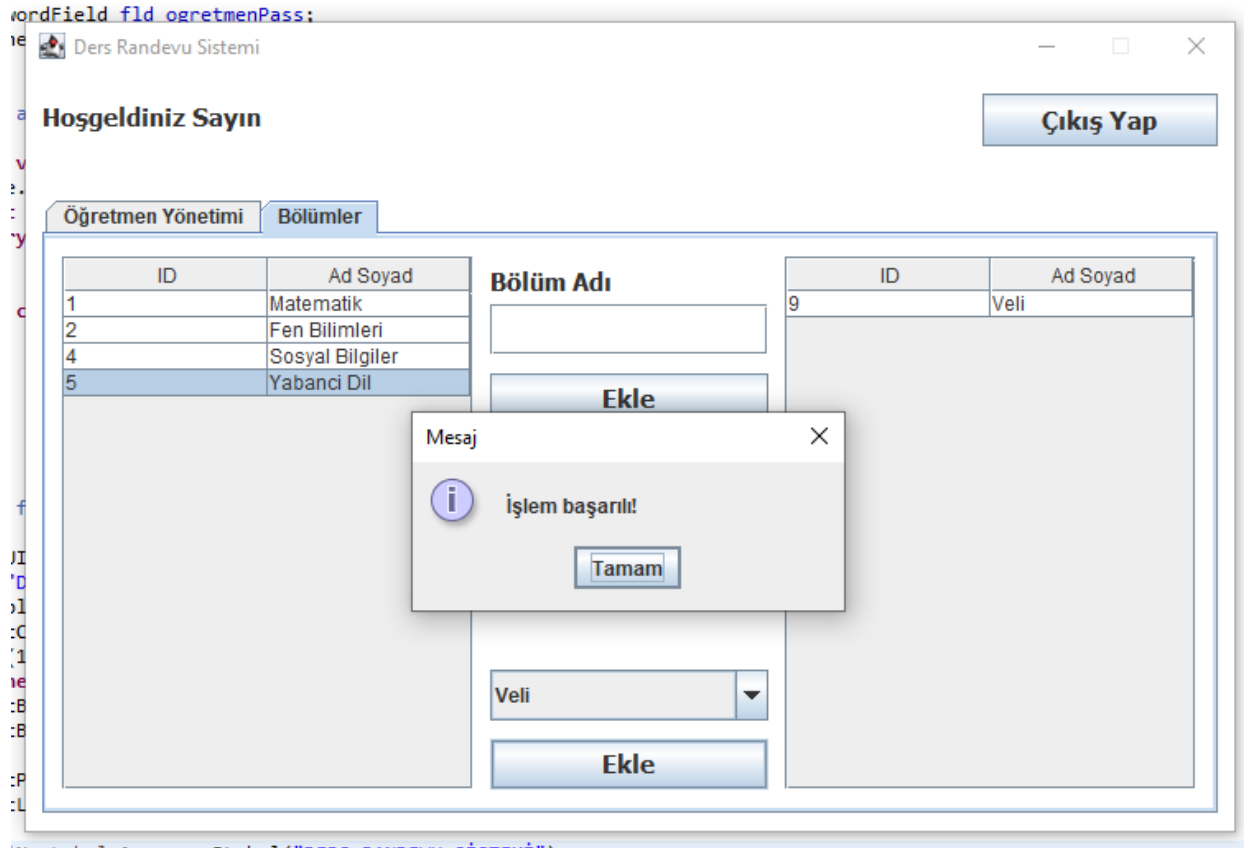 wordField fld_ogretmenPass;
Ders Randevu Sistemi
Hoşgeldiniz Sayın
Çıkış Yap
Öğretmen Yönetimi Bölümler
ID Ad Soyad
1 Matematik
2 Fen Bilimleri
4 Sosyal Bilgiler
5 Yabanci Dil
Bölüm Adı
Ekle
ID Ad Soyad
9 Veli
Mesaj
İşlem başarılı!
Tamam
Veli
Ekle